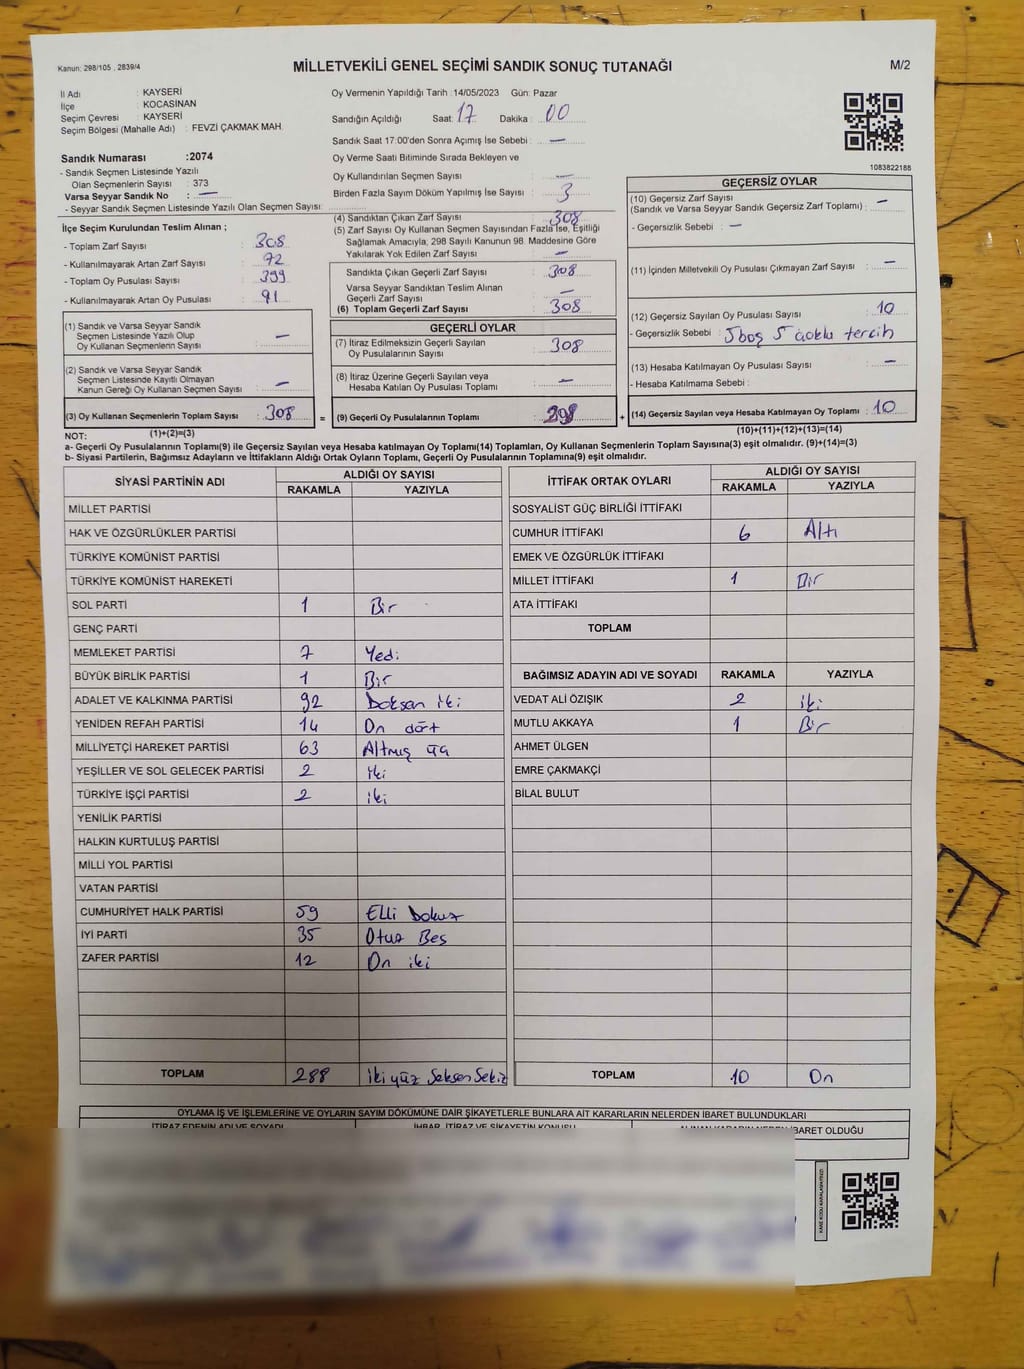 Kanun: 298/105 , 2839/4
MİLLETVEKİLİ GENEL SEÇİMİ SANDIK SONUÇ TUTANAĞI
M/2
İl Adı : KAYSERİ
İlçe : KOCASİNAN
Seçim Çevresi : KAYSERİ
Seçim Bölgesi (Mahalle Adı) : FEVZİ ÇAKMAK MAH.
Sandık Numarası :2074
- Sandık Seçmen Listesinde Yazılı
Olan Seçmenlerin Sayısı : 373
Varsa Seyyar Sandık No : —
- Seyyar Sandık Seçmen Listesinde Yazılı Olan Seçmen Sayısı:
İlçe Seçim Kurulundan Teslim Alınan ;
- Toplam Zarf Sayısı : 308
- Kullanılmayarak Artan Zarf Sayısı : 72
- Toplam Oy Pusulası Sayısı : 399
- Kullanılmayarak Artan Oy Pusulası : 91
(1) Sandık ve Varsa Seyyar Sandık
Seçmen Listesinde Yazılı Olup
Oy Kullanan Seçmenlerin Sayısı : —
(2) Sandık ve Varsa Seyyar Sandık
Seçmen Listesinde Kayıtlı Olmayan
Kanun Gereği Oy Kullanan Seçmen Sayısı : —
(3) Oy Kullanan Seçmenlerin Toplam Sayısı : 308
(1)+(2)=(3)
Oy Vermenin Yapıldığı Tarih :14/05/2023 Gün: Pazar
Sandığın Açıldığı Saat: 17 Dakika : 00
Sandık Saat 17:00'den Sonra Açımış İse Sebebi : —
Oy Verme Saati Bitiminde Sırada Bekleyen ve
Oy Kullandırılan Seçmen Sayısı : —
Birden Fazla Sayım Döküm Yapılmış İse Sayısı : 3
(4) Sandıktan Çıkan Zarf Sayısı : 308
(5) Zarf Sayısı Oy Kullanan Seçmen Sayısından Fazla İse, Eşitliği
Sağlamak Amacıyla, 298 Sayılı Kanunun 98. Maddesine Göre
Yakılarak Yok Edilen Zarf Sayısı : —
Sandıkta Çıkan Geçerli Zarf Sayısı : 308
Varsa Seyyar Sandıktan Teslim Alınan
Geçerli Zarf Sayısı : —
(6) Toplam Geçerli Zarf Sayısı : 308
GEÇERLİ OYLAR
(7) İtiraz Edilmeksizin Geçerli Sayılan
Oy Pusulalarının Sayısı : 308
(8) İtiraz Üzerine Geçerli Sayılan veya
Hesaba Katılan Oy Pusulası Toplamı : —
= (9) Geçerli Oy Pusulalarının Toplamı : 298
1083822188
GEÇERSİZ OYLAR
(10) Geçersiz Zarf Sayısı
(Sandık ve Varsa Seyyar Sandık Geçersiz Zarf Toplamı) : —
- Geçersizlik Sebebi : —
(11) İçinden Milletvekili Oy Pusulası Çıkmayan Zarf Sayısı : —
(12) Geçersiz Sayılan Oy Pusulası Sayısı : 10
- Geçersizlik Sebebi : 5 boş 5 çoklu tercih
(13) Hesaba Katılmayan Oy Pusulası Sayısı : —
- Hesaba Katılmama Sebebi :
+ (14) Geçersiz Sayılan veya Hesaba Katılmayan Oy Toplamı : 10
(10)+(11)+(12)+(13)=(14)
NOT:
a- Geçerli Oy Pusulalarının Toplamı(9) ile Geçersiz Sayılan veya Hesaba katılmayan Oy Toplamı(14) Toplamları, Oy Kullanan Seçmenlerin Toplam Sayısına(3) eşit olmalıdır. (9)+(14)=(3)
b- Siyasi Partilerin, Bağımsız Adayların ve İttifakların Aldığı Ortak Oyların Toplamı, Geçerli Oy Pusulalarının Toplamına(9) eşit olmalıdır.
SİYASİ PARTİNİN ADI
ALDIĞI OY SAYISI
RAKAMLA YAZIYLA
MİLLET PARTİSİ
HAK VE ÖZGÜRLÜKLER PARTİSİ
TÜRKİYE KOMÜNİST PARTİSİ
TÜRKİYE KOMÜNİST HAREKETİ
SOL PARTİ 1 Bir
GENÇ PARTİ
MEMLEKET PARTİSİ 7 Yedi
BÜYÜK BİRLİK PARTİSİ 1 Bir
ADALET VE KALKINMA PARTİSİ 92 Doksan iki
YENİDEN REFAH PARTİSİ 14 On dört
MİLLİYETÇİ HAREKET PARTİSİ 63 Altmış üç
YEŞİLLER VE SOL GELECEK PARTİSİ 2 iki
TÜRKİYE İŞÇİ PARTİSİ 2 iki
YENİLİK PARTİSİ
HALKIN KURTULUŞ PARTİSİ
MİLLİ YOL PARTİSİ
VATAN PARTİSİ
CUMHURİYET HALK PARTİSİ 59 Elli dokuz
İYİ PARTİ 35 Otuz Beş
ZAFER PARTİSİ 12 On iki
TOPLAM 288 iki yüz Seksen Sekiz
İTTİFAK ORTAK OYLARI
ALDIĞI OY SAYISI
RAKAMLA YAZIYLA
SOSYALİST GÜÇ BİRLİĞİ İTTİFAKI
CUMHUR İTTİFAKI 6 Altı
EMEK VE ÖZGÜRLÜK İTTİFAKI
MİLLET İTTİFAKI 1 Bir
ATA İTTİFAKI
TOPLAM
BAĞIMSIZ ADAYIN ADI VE SOYADI RAKAMLA YAZIYLA
VEDAT ALİ ÖZIŞIK 2 iki
MUTLU AKKAYA 1 Bir
AHMET ÜLGEN
EMRE ÇAKMAKÇİ
BİLAL BULUT
TOPLAM 10 On
OYLAMA İŞ VE İŞLEMLERİNE VE OYLARIN SAYIM DÖKÜMÜNE DAİR ŞİKAYETLERLE BUNLARA AİT KARARLARIN NELERDEN İBARET BULUNDUKLARI
İTİRAZ EDENİN ADI VE SOYADI
İHBAR, İTİRAZ VE ŞİKAYETİN KONUSU
İBARET OLDUĞU